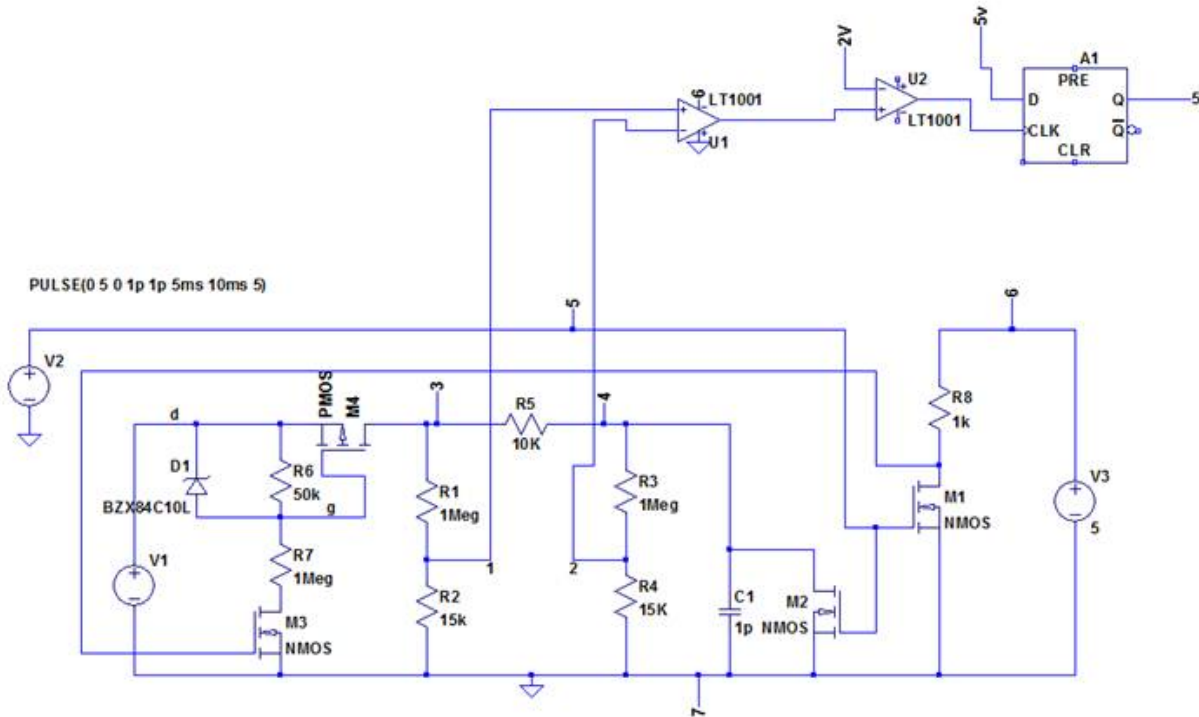 2V
5v
A1
PRE
D
Q
CLK
Q
CLR
5
6
LT1001
U1
U2
LT1001
PULSE(0 5 0 1p 1p 5ms 10ms 5)
5
6
V2
d
PMOS
M4
3
R5
10K
4
R8
1k
D1
BZX84C10L
R6
50k
g
R1
1Meg
R3
1Meg
M1
NMOS
V3
5
V1
R7
1Meg
1
2
R2
15k
R4
15K
C1
1p
M2
NMOS
M3
NMOS
7